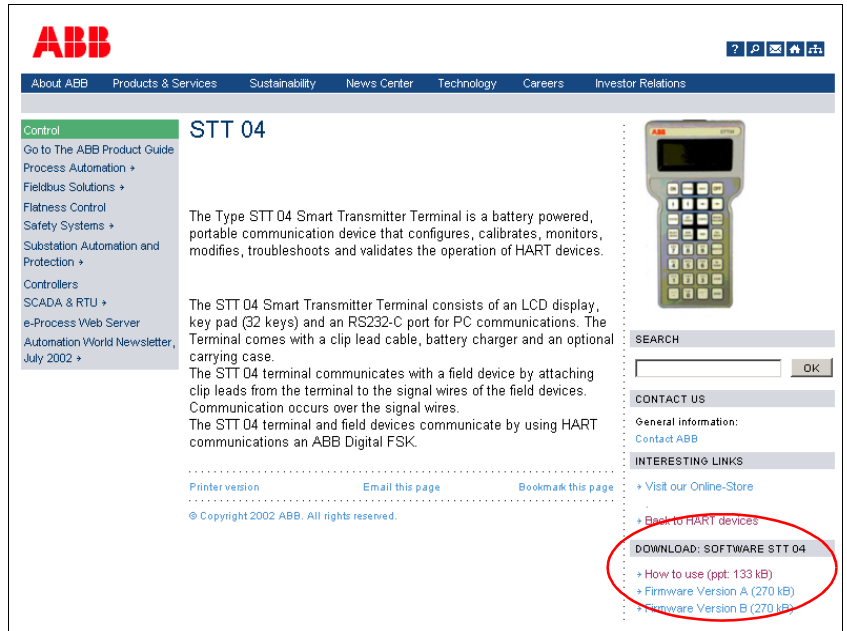 ABB
?
About ABB Products & Services Sustainability News Center Technology Careers Investor Relations
Control
Go to The ABB Product Guide
Process Automation
Fieldbus Solutions
Flatness Control
Safety Systems
Substation Automation and
Protection
Controllers
SCADA & RTU
e-Process Web Server
Automation World Newsletter,
July 2002
STT 04
The Type STT 04 Smart Transmitter Terminal is a battery powered,
portable communication device that configures, calibrates, monitors,
modifies, troubleshoots and validates the operation of HART devices.
The STT 04 Smart Transmitter Terminal consists of an LCD display,
key pad (32 keys) and an RS232-C port for PC communications. The
Terminal comes with a clip lead cable, battery charger and an optional
carrying case.
The STT 04 terminal communicates with a field device by attaching
clip leads from the terminal to the signal wires of the field devices.
Communication occurs over the signal wires.
The STT 04 terminal and field devices communicate by using HART
communications an ABB Digital FSK.
Printer version Email this page Bookmark this page
© Copyright 2002 ABB. All rights reserved.
ABB STT04
SEARCH
OK
CONTACT US
General information:
Contact ABB
INTERESTING LINKS
Visit our Online-Store
Back to HART devices
DOWNLOAD: SOFTWARE STT 04
How to use (ppt: 133 kB)
Firmware Version A (270 kB)
Firmware Version B (270 kB)